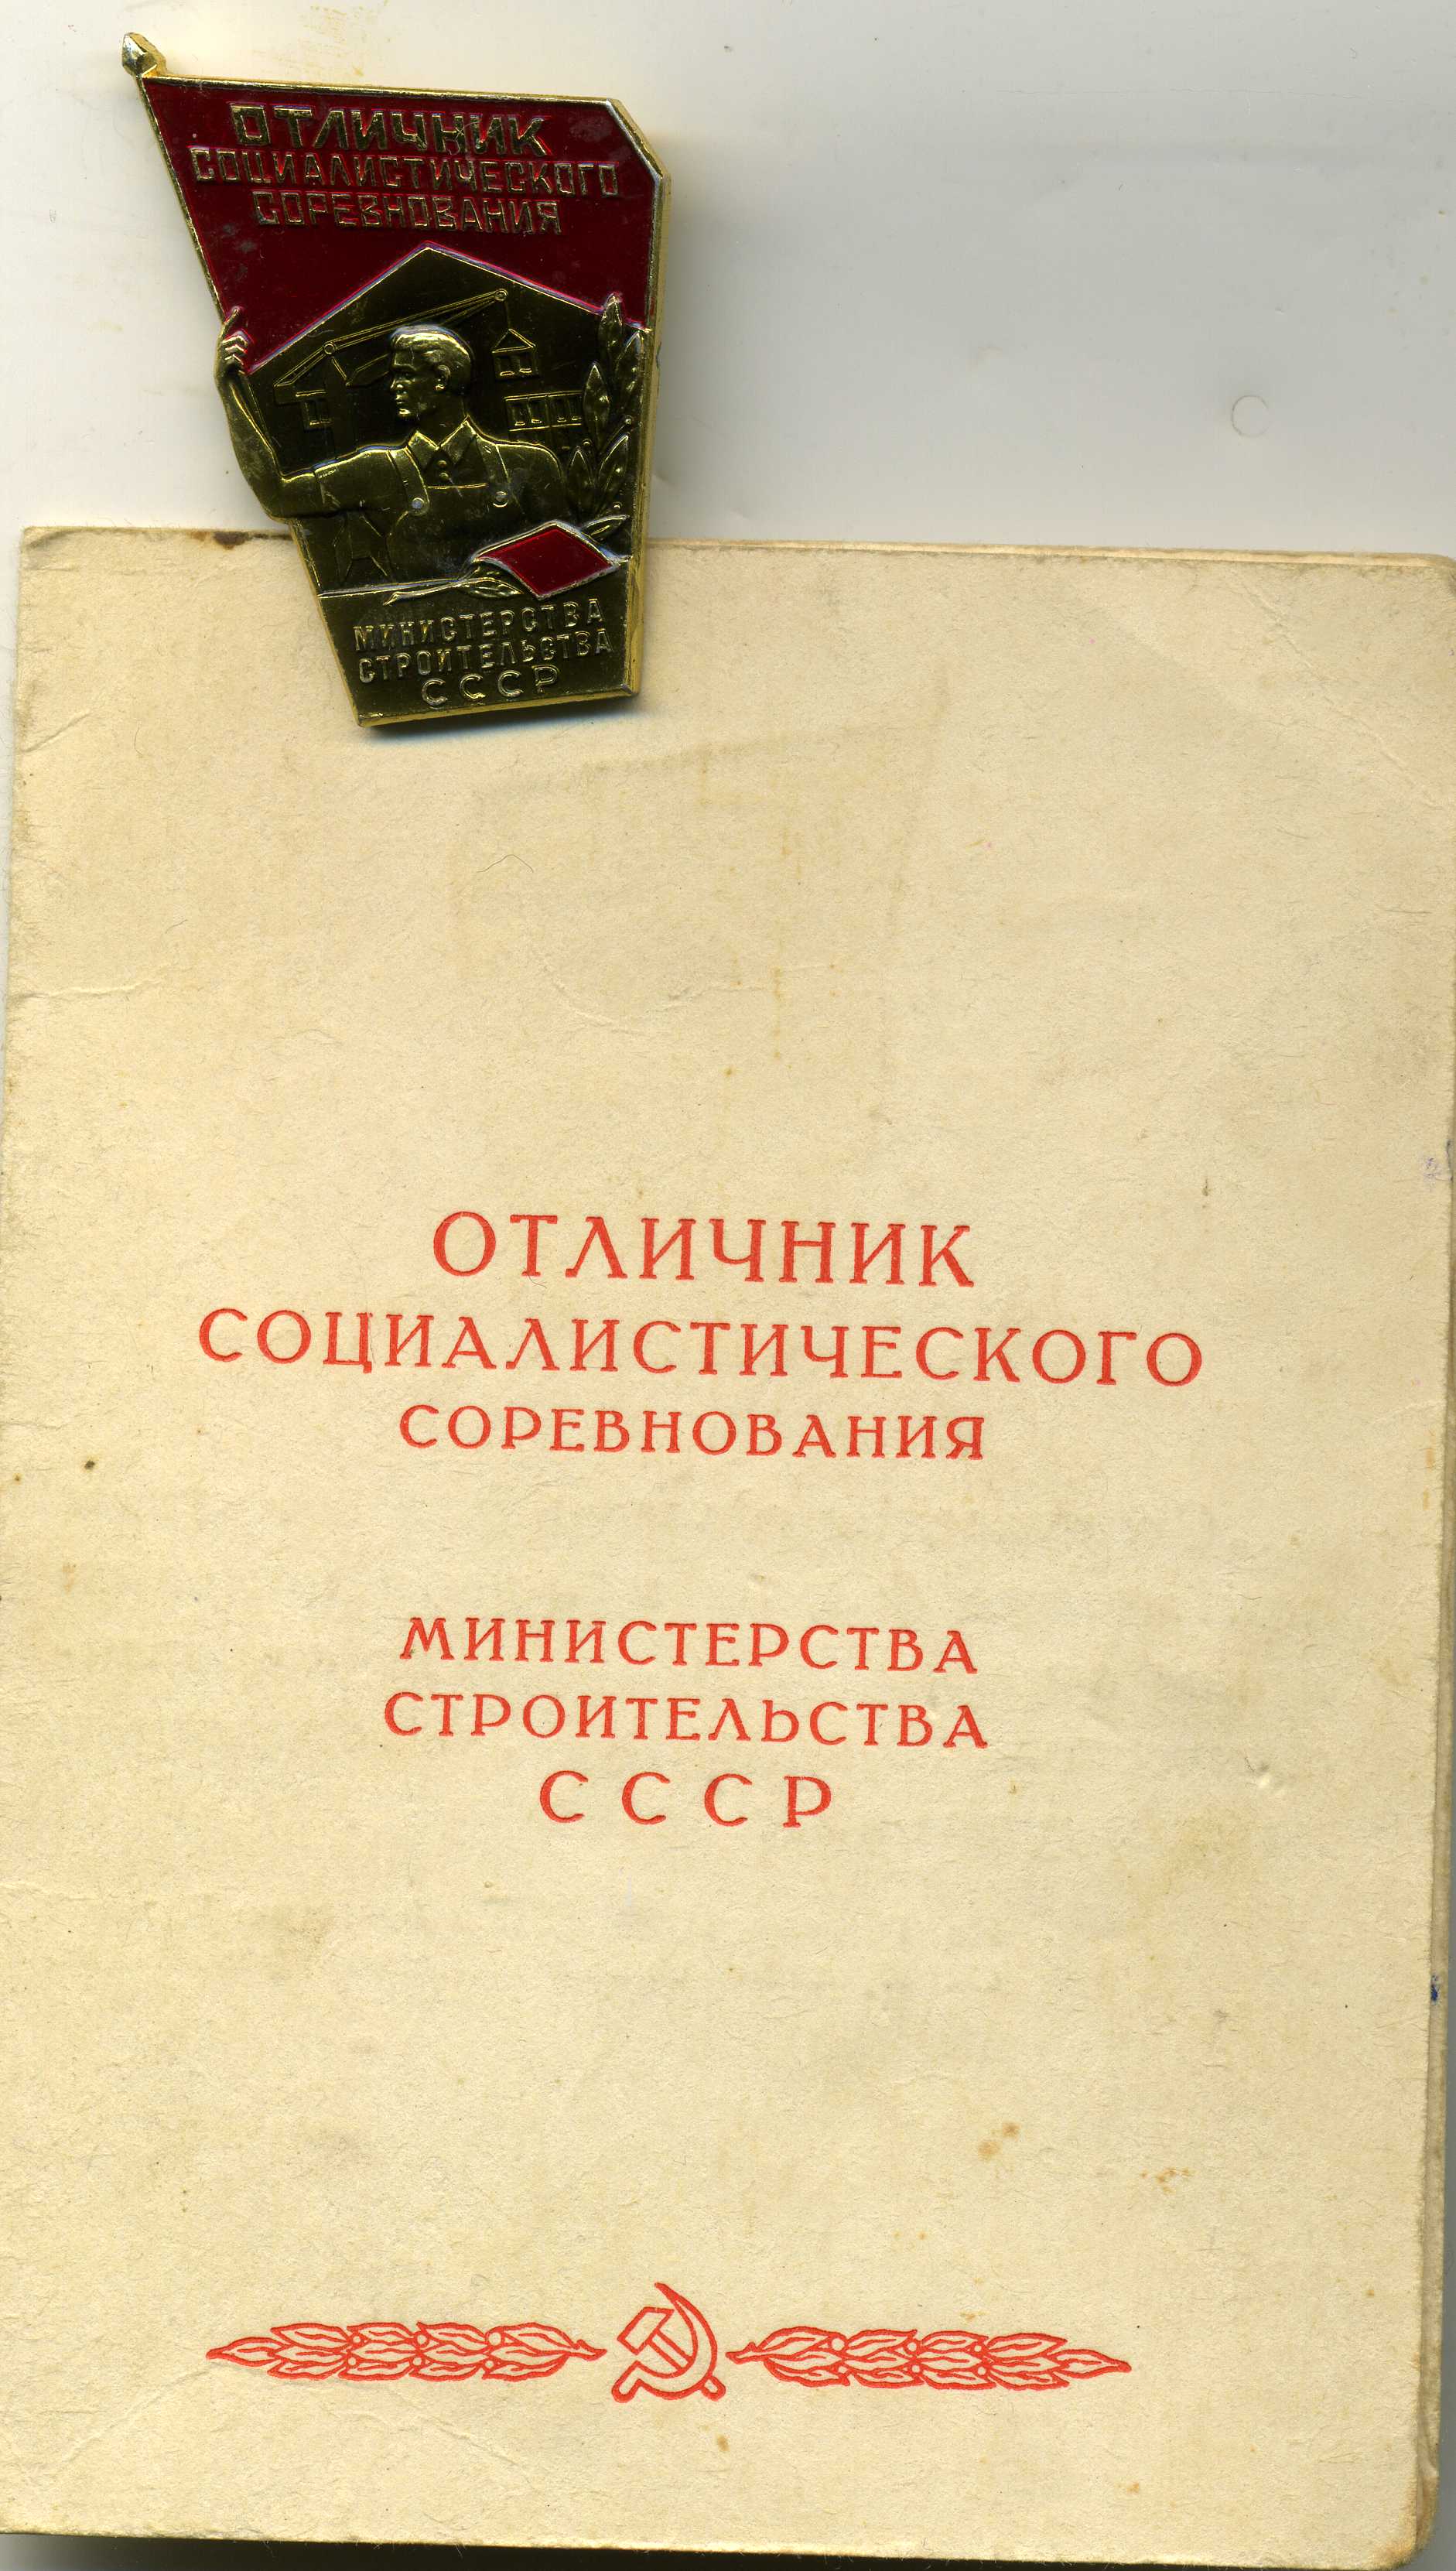 ОТЛИЧНИК
СОЦИАЛИСТИЧЕСКОГО
СОРЕВНОВАНИЯ
МИНИСТЕРСТВА
СТРОИТЕЛЬСТВА
СССР
ОТЛИЧНИК
СОЦИАЛИСТИЧЕСКОГО
СОРЕВНОВАНИЯ
МИНИСТЕРСТВА
СТРОИТЕЛЬСТВА
СССР